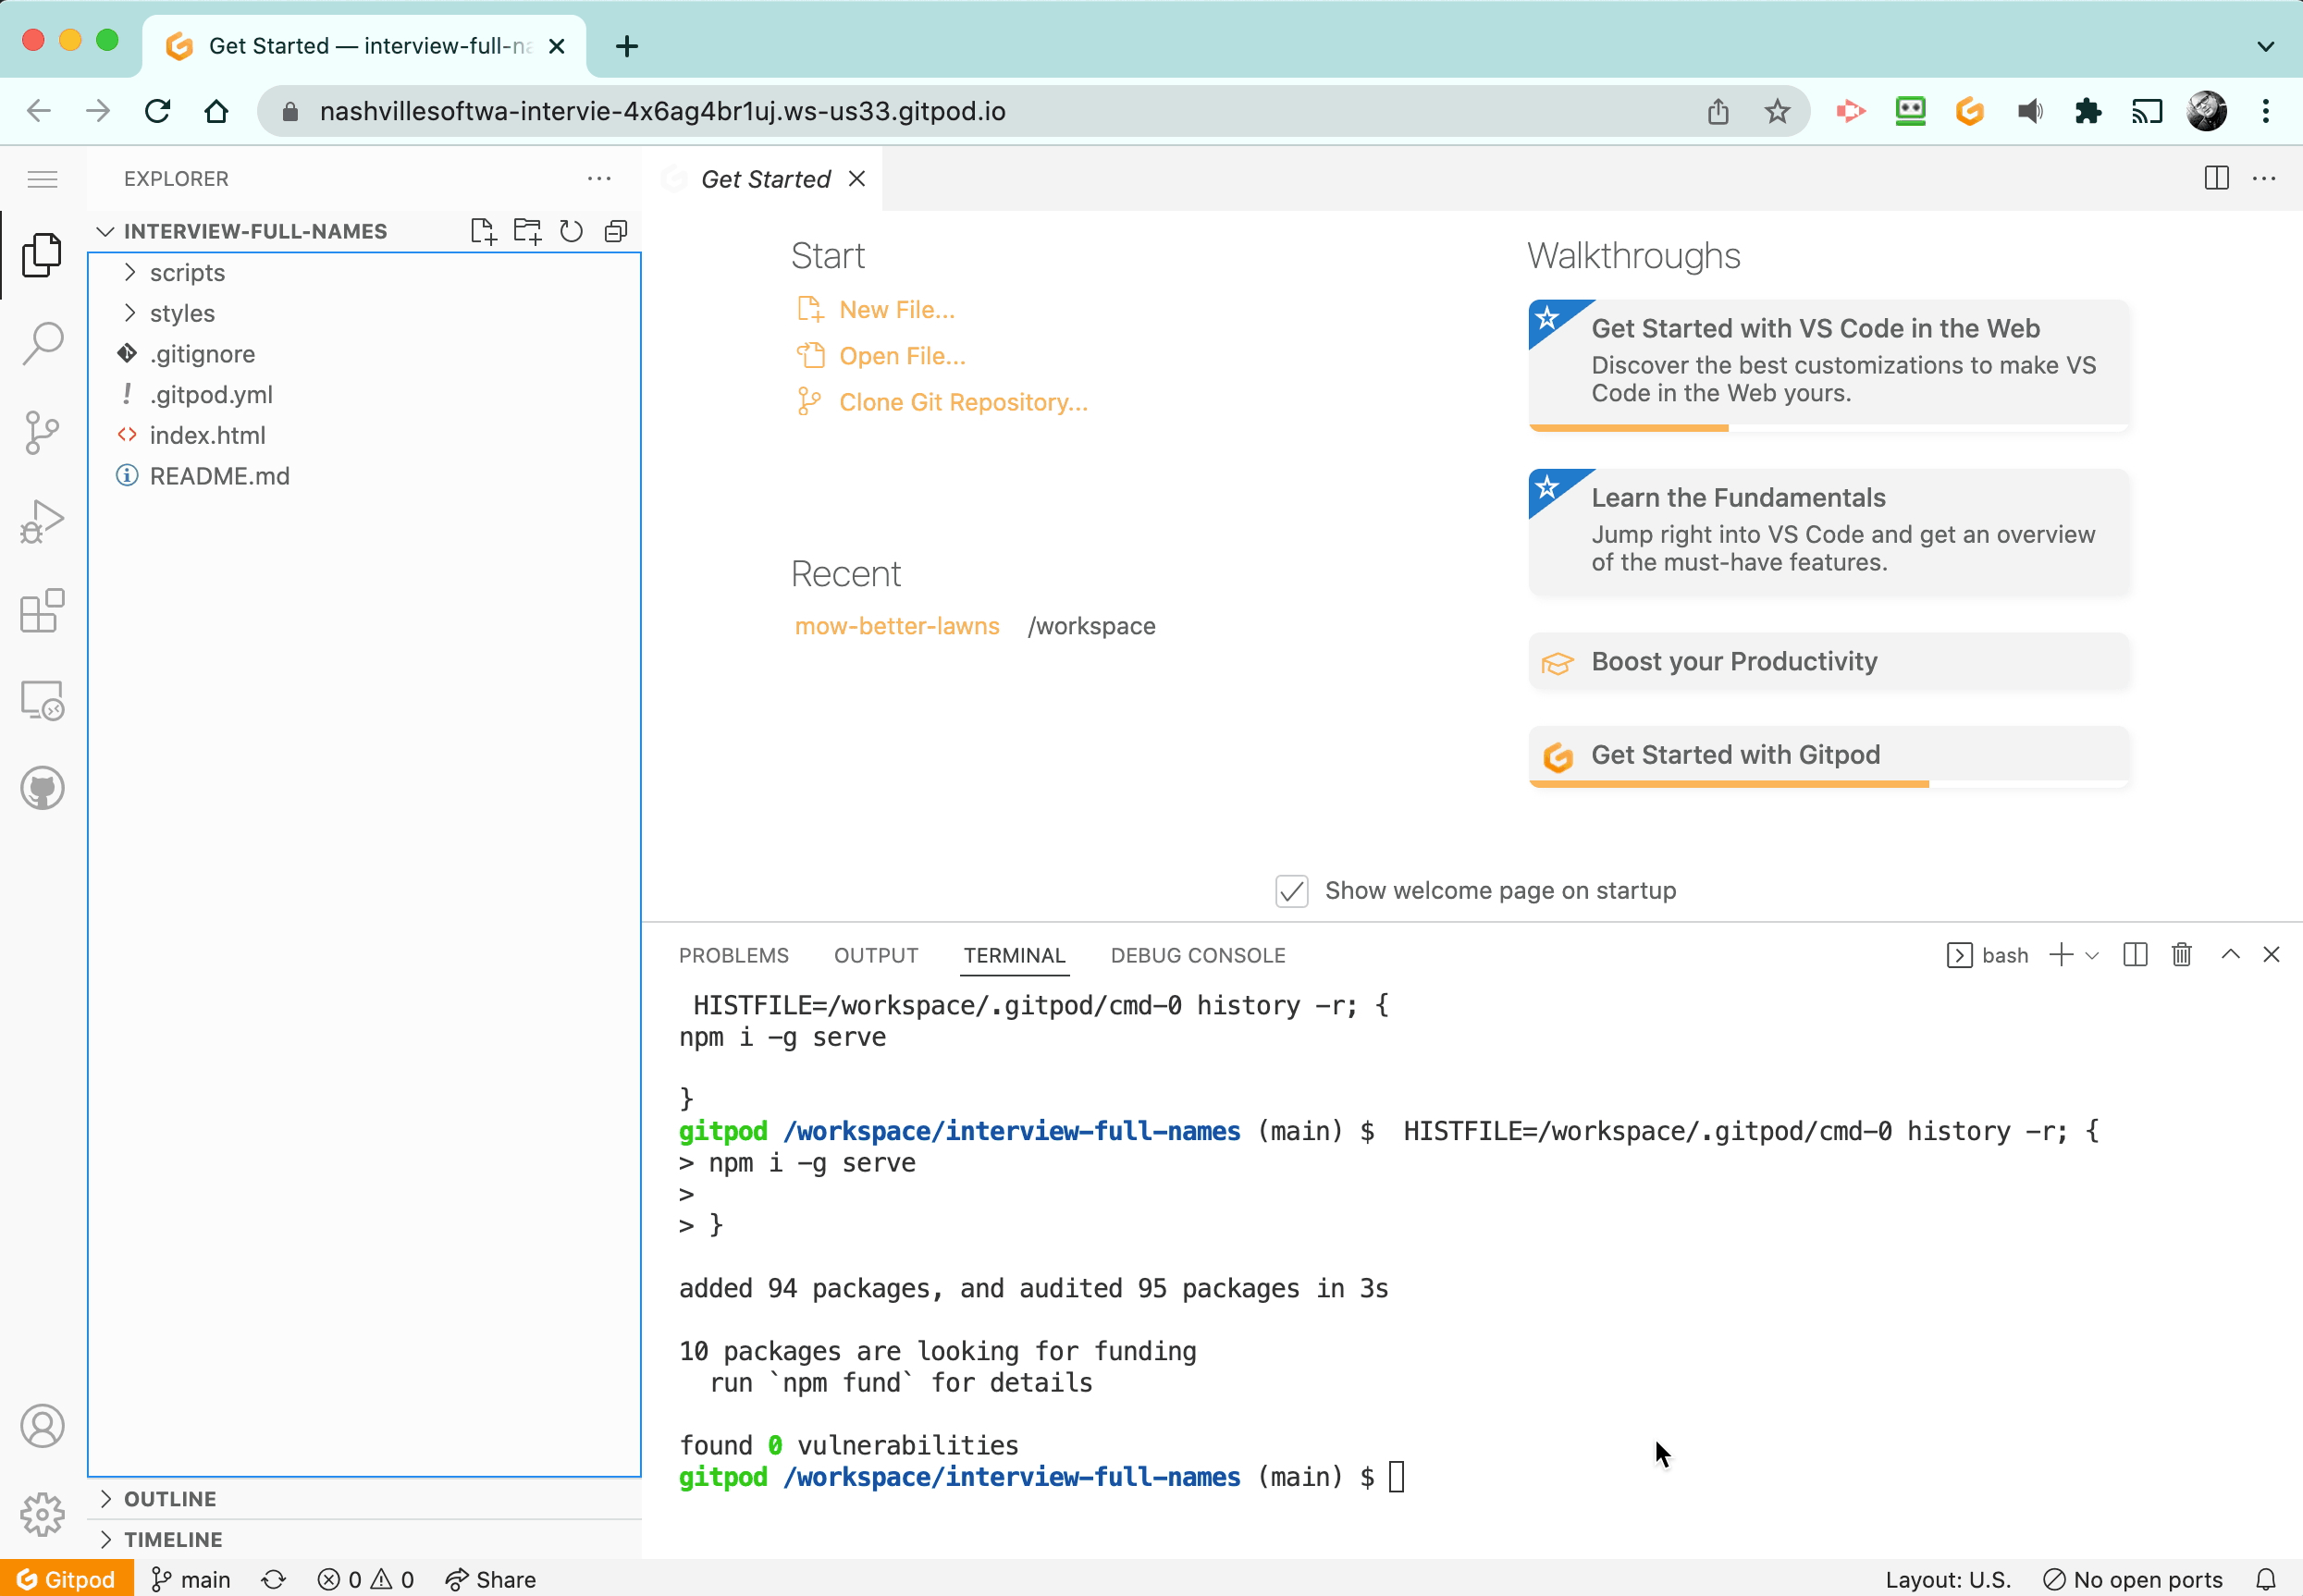 Get Started — interview-full-na
nashvillesoftwa-intervie-4x6ag4br1uj.ws-us33.gitpod.io
EXPLORER
INTERVIEW-FULL-NAMES
scripts
styles
.gitignore
.gitpod.yml
index.html
README.md
OUTLINE
TIMELINE
Get Started
Start
New File...
Open File...
Clone Git Repository...
Recent
mow-better-lawns /workspace
Walkthroughs
Get Started with VS Code in the Web
Discover the best customizations to make VS
Code in the Web yours.
Learn the Fundamentals
Jump right into VS Code and get an overview
of the must-have features.
Boost your Productivity
Get Started with Gitpod
Show welcome page on startup
PROBLEMS OUTPUT TERMINAL DEBUG CONSOLE bash
HISTFILE=/workspace/.gitpod/cmd-0 history -r; {
npm i -g serve
}
gitpod /workspace/interview-full-names (main) $  HISTFILE=/workspace/.gitpod/cmd-0 history -r; {
> npm i -g serve
>
> }
added 94 packages, and audited 95 packages in 3s
10 packages are looking for funding
run `npm fund` for details
found 0 vulnerabilities
gitpod /workspace/interview-full-names (main) $
Gitpod main 0 0 Share Layout: U.S. No open ports